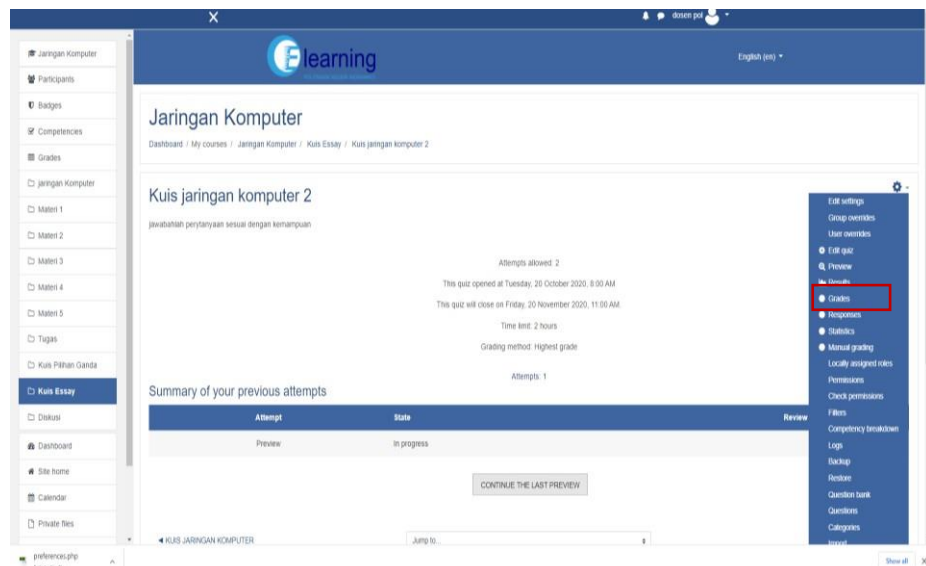 dosen pol
Jaringan Komputer
Participants
Badges
Competencies
Grades
jaringan Komputer
Materi 1
Materi 2
Materi 3
Materi 4
Materi 5
Tugas
Kuis Pilihan Ganda
Kuis Essay
Diskusi
Dashboard
Site home
Calendar
Private files
Elearning
English (en)
Jaringan Komputer
Dashboard / My courses / Jaringan Komputer / Kuis Essay / Kuis jaringan komputer 2
Kuis jaringan komputer 2
jawabahlah perytanyaan sesuai dengan kemampuan
Attempts allowed: 2
This quiz opened at Tuesday, 20 October 2020, 8:00 AM
This quiz will close on Friday, 20 November 2020, 11:00 AM.
Time limit: 2 hours
Grading method: Highest grade
Attempts: 1
Summary of your previous attempts
Attempt State Review
Preview In progress
CONTINUE THE LAST PREVIEW
◄ KUIS JARINGAN KOMPUTER
Jump to...
Edit settings
Group overrides
User overrides
Edit quiz
Preview
Results
Grades
Responses
Statistics
Manual grading
Locally assigned roles
Permissions
Check permissions
Filters
Competency breakdown
Logs
Backup
Restore
Question bank
Questions
Categories
Import
preferences.php
Show all